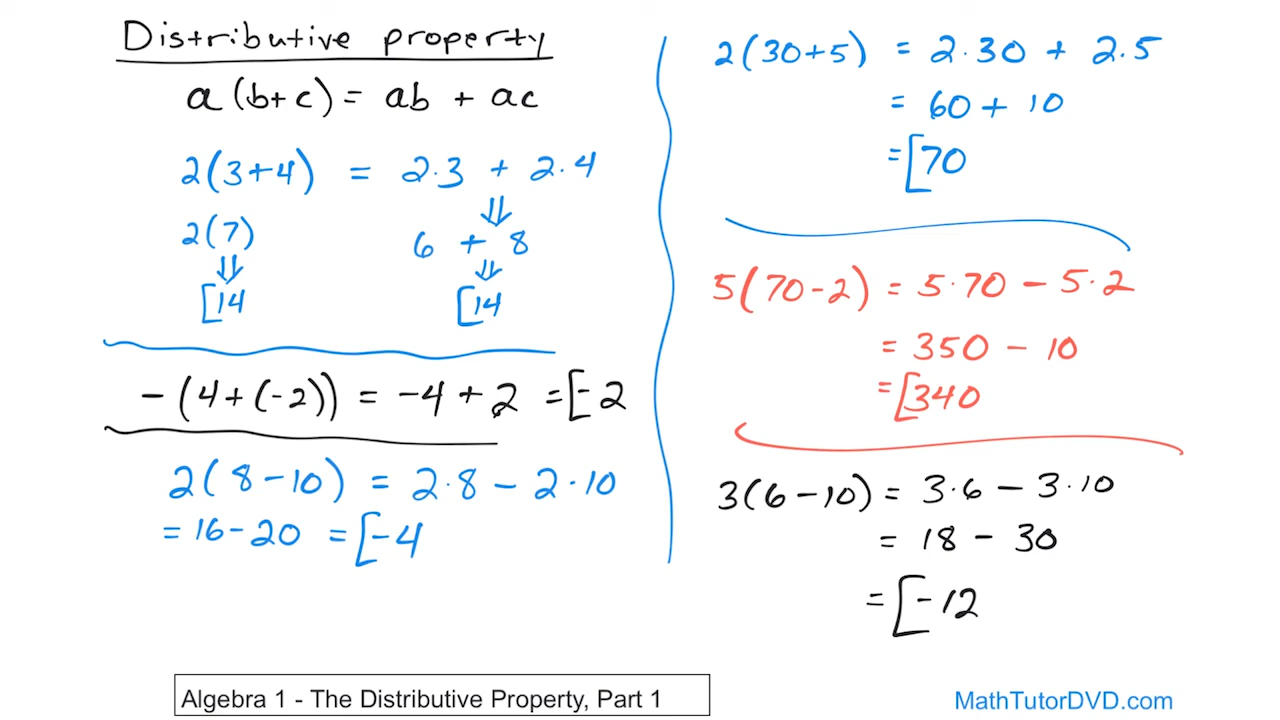 Distributive property
a(b+c) = ab + ac
2(3+4) = 2·3 + 2·4
2(7) ⇓
⇓ 6 + 8
⇓
[14 [14
-(4+(-2)) = -4 + 2 = [-2
2(8-10) = 2·8 - 2·10
= 16-20 = [-4
2(30+5) = 2·30 + 2·5
= 60 + 10
= [70
5(70-2) = 5·70 - 5·2
= 350 - 10
= [340
3(6-10) = 3·6 - 3·10
= 18 - 30
= [-12
Algebra 1 - The Distributive Property, Part 1
MathTutorDVD.com